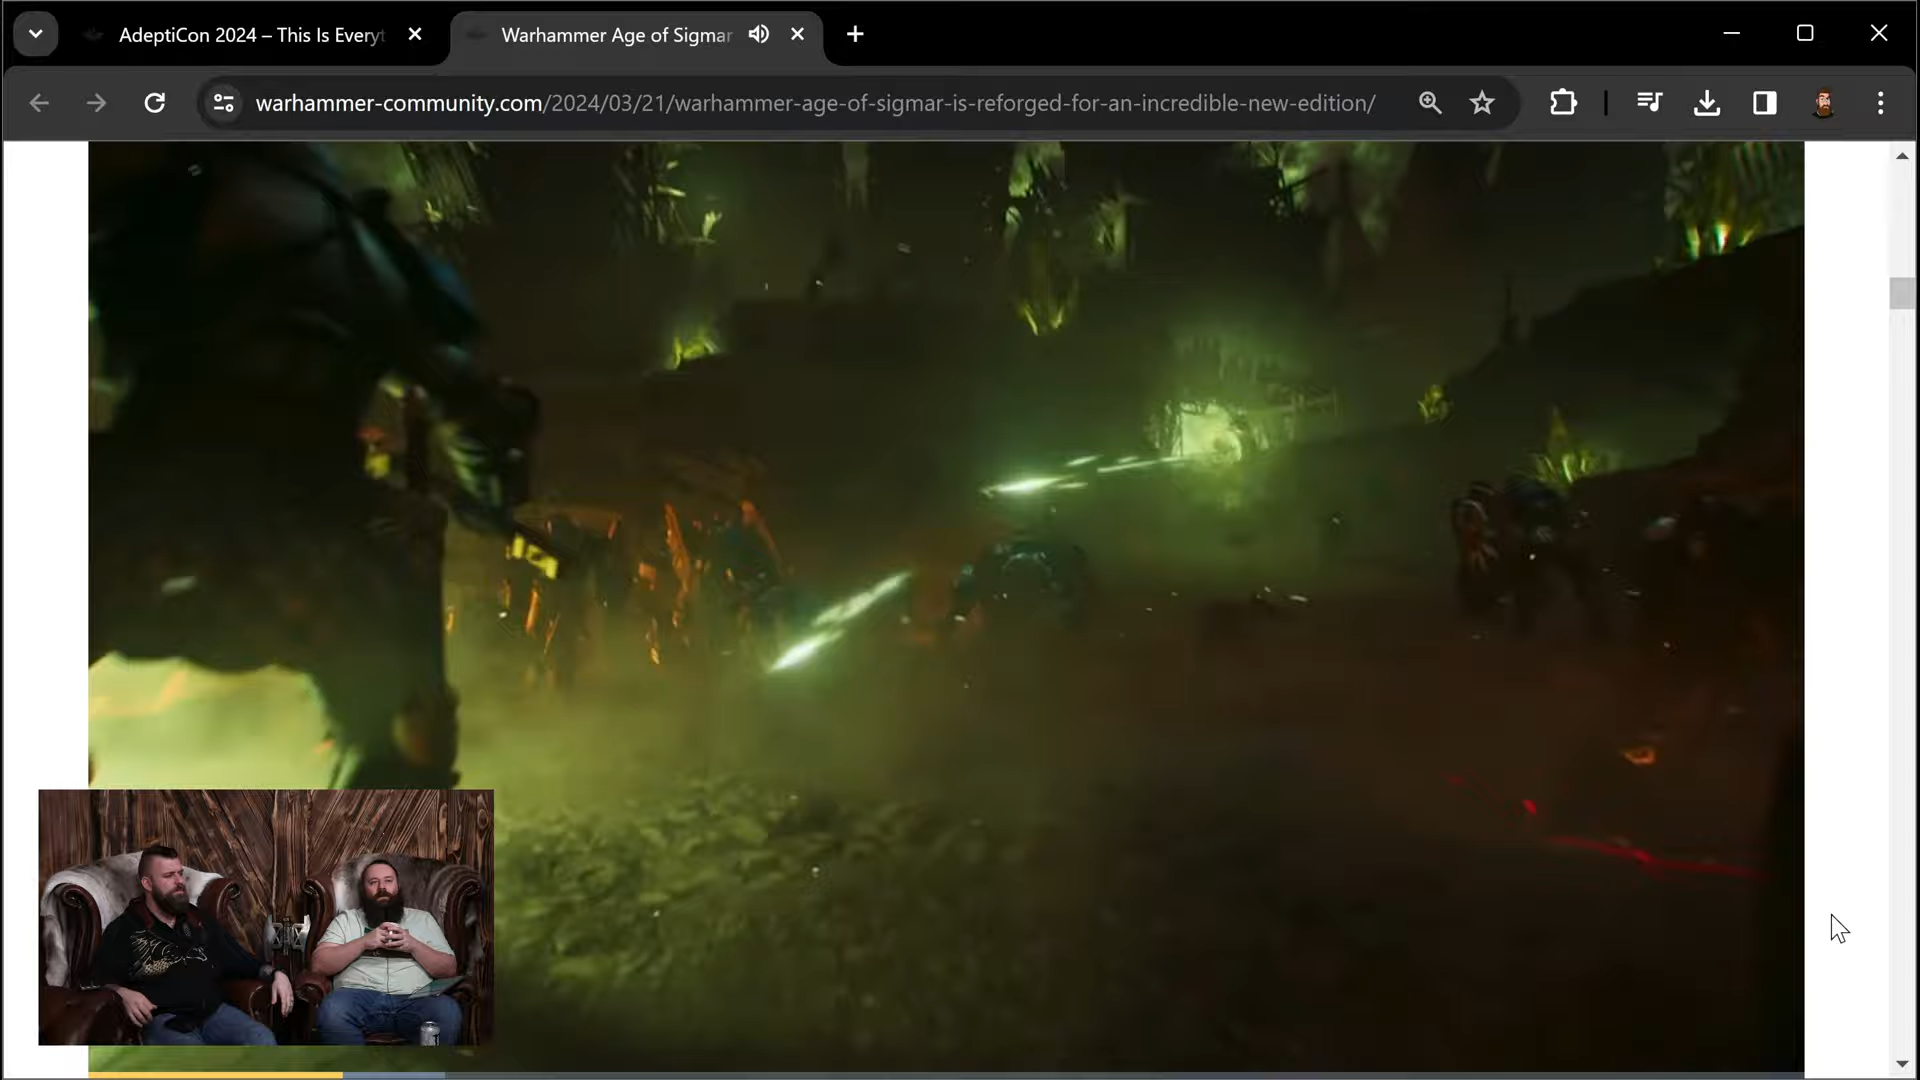 AdeptiCon 2024 – This Is Everyt
Warhammer Age of Sigmar
warhammer-community.com/2024/03/21/warhammer-age-of-sigmar-is-reforged-for-an-incredible-new-edition/